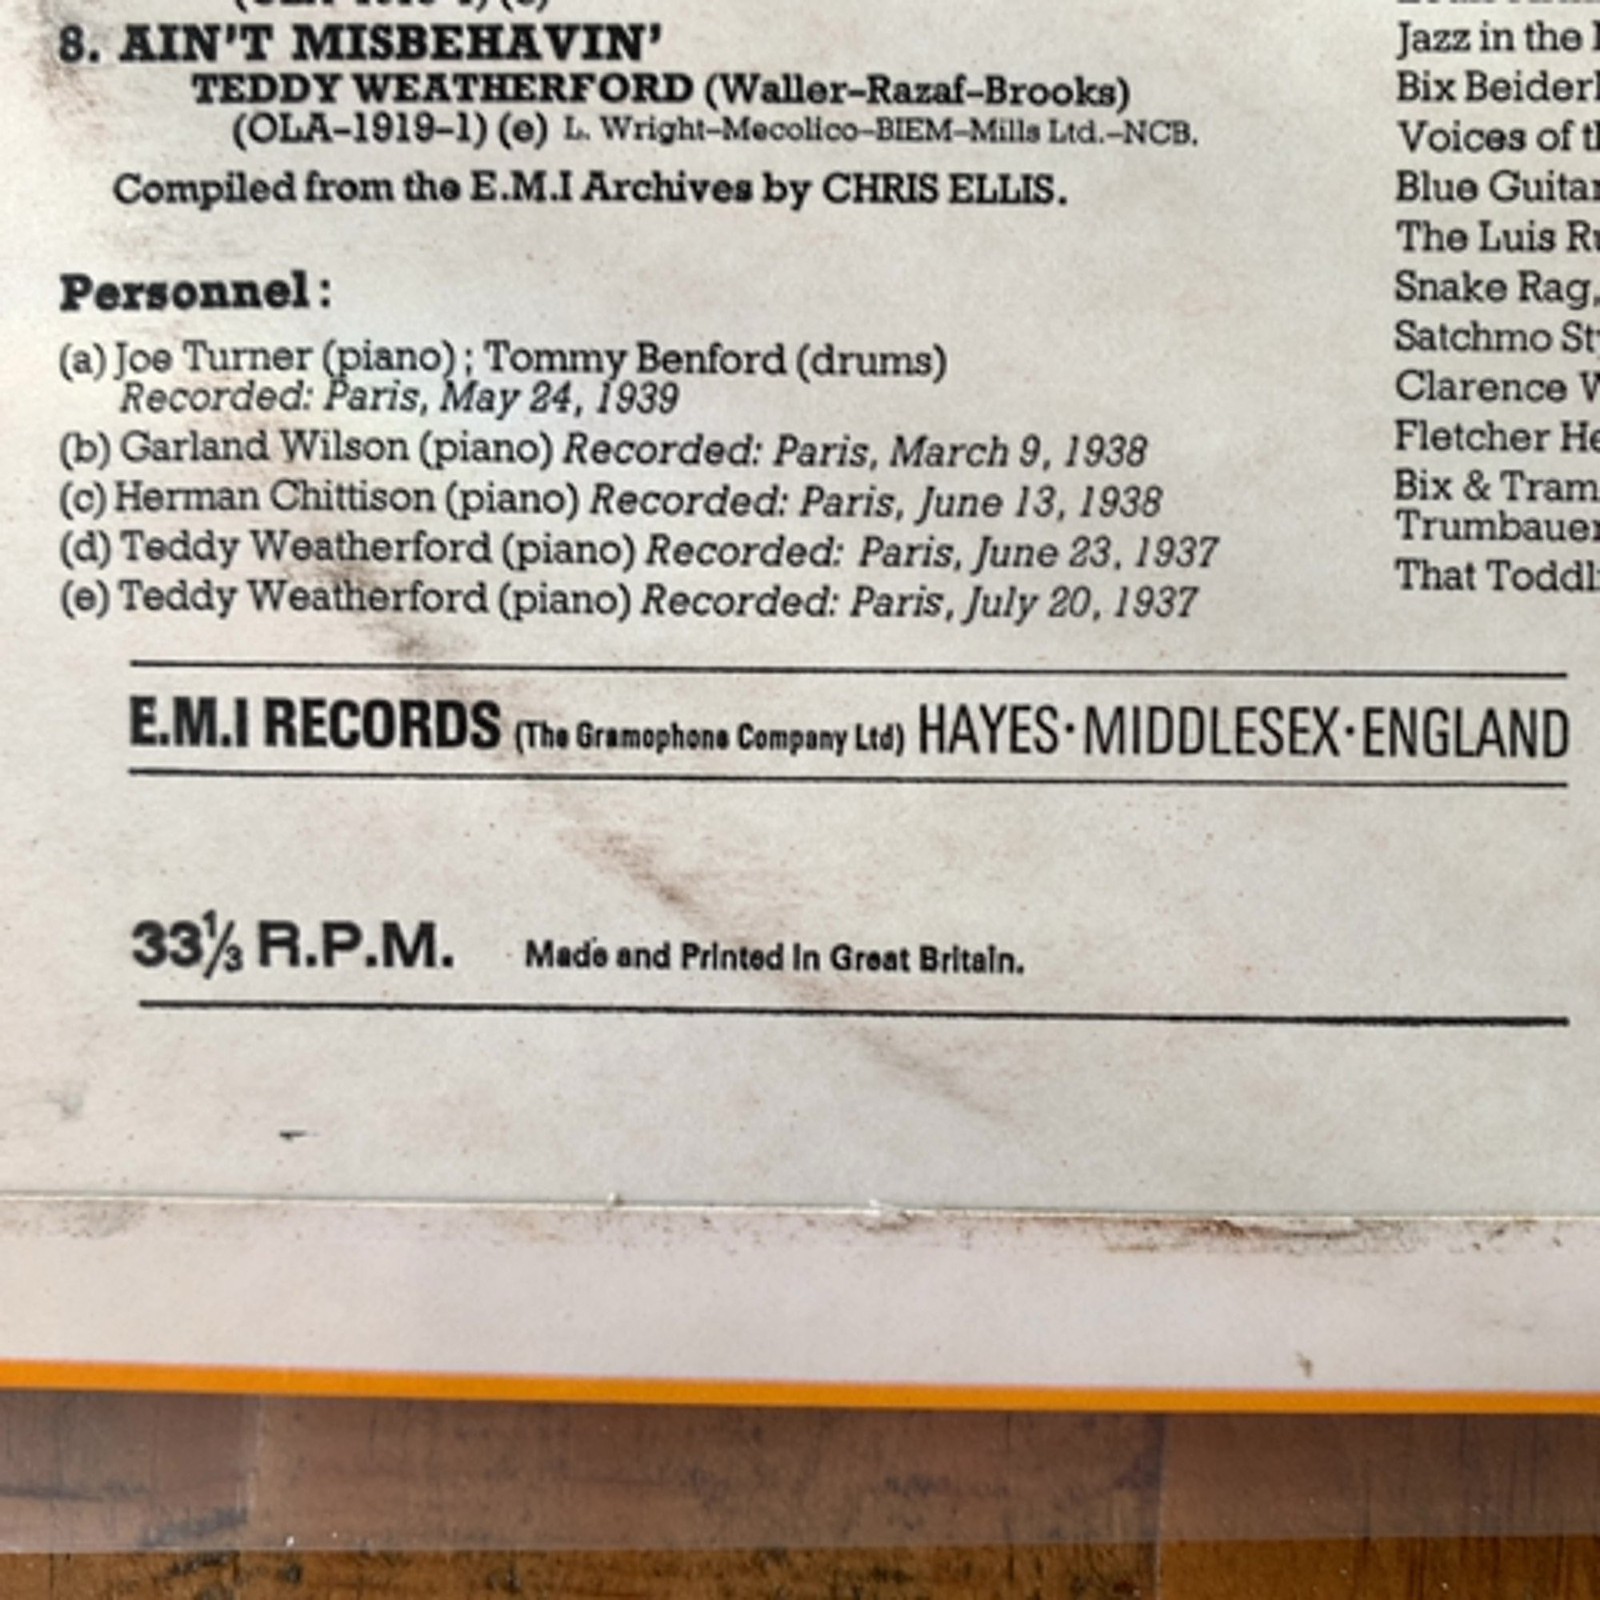 8. AIN'T MISBEHAVIN'
TEDDY WEATHERFORD (Waller–Razaf–Brooks)
(OLA–1919–1) (e) L. Wright–Mecolico–BIEM–Mills Ltd.–NCB.
Compiled from the E.M.I Archives by CHRIS ELLIS.
Personnel:
(a) Joe Turner (piano); Tommy Benford (drums)
Recorded: Paris, May 24, 1939
(b) Garland Wilson (piano) Recorded: Paris, March 9, 1938
(c) Herman Chittison (piano) Recorded: Paris, June 13, 1938
(d) Teddy Weatherford (piano) Recorded: Paris, June 23, 1937
(e) Teddy Weatherford (piano) Recorded: Paris, July 20, 1937
E.M.I RECORDS (The Gramophone Company Ltd) HAYES · MIDDLESEX · ENGLAND
33⅓ R.P.M. Made and Printed in Great Britain.
Jazz in the
Bix
Voices of
Blue
The Luis
Snake Rag,
Satchmo
Clarence
Fletcher
Bix & Tram
Trumbauer
That